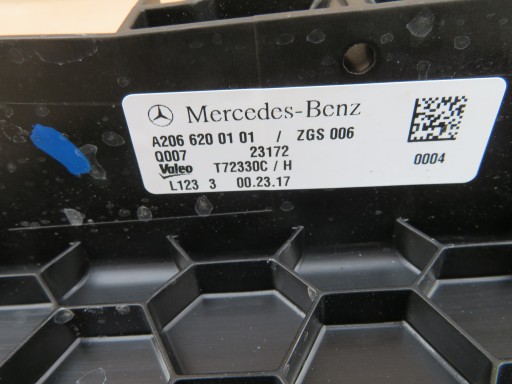 Mercedes-Benz
A206 620 01 01 / ZGS 006
Q007 23172
Valeo T72330C / H
L123 3 00.23.17
0004